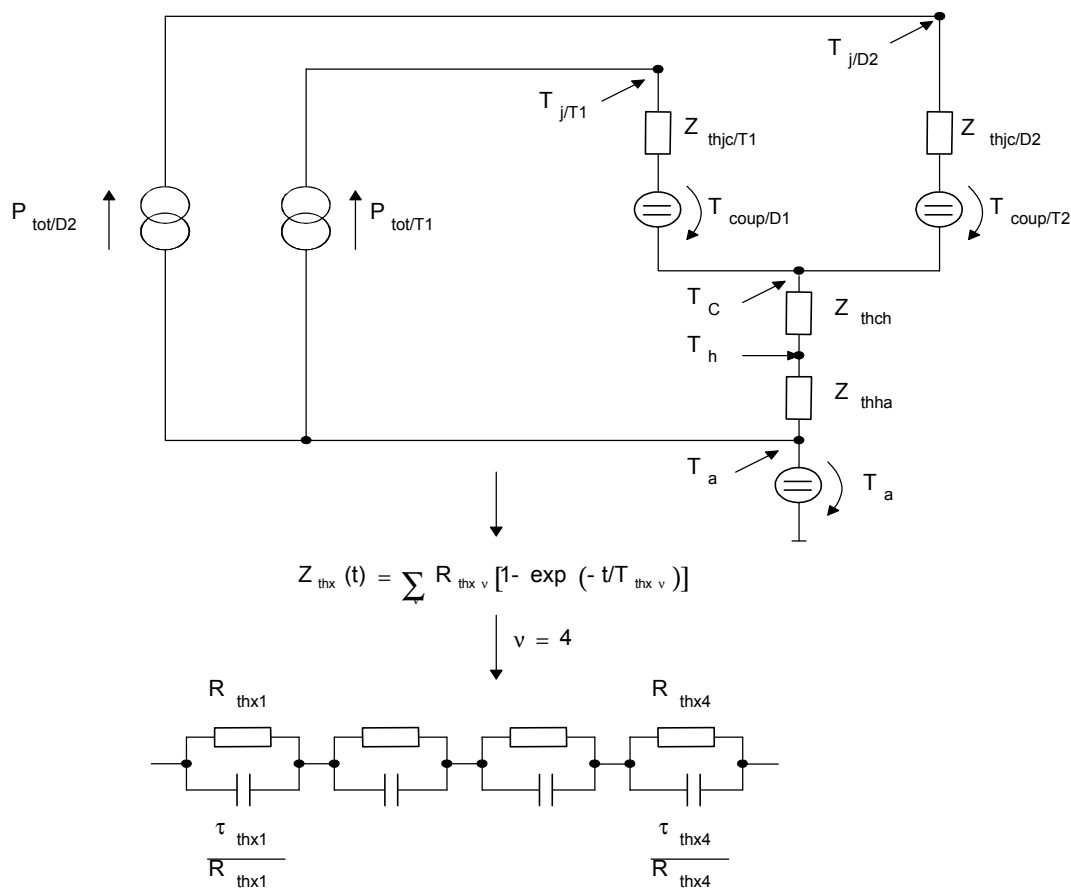 T j/D2
T j/T1
Z thjc/T1
Z thjc/D2
P tot/D2
P tot/T1
T coup/D1
T coup/T2
T C
Z thch
T h
Z thha
T a
T a
Z thx (t) = ∑ν R thx ν [1- exp (- t/T thx ν )]
ν = 4
R thx1
R thx4
τ thx1
R thx1
τ thx4
R thx4